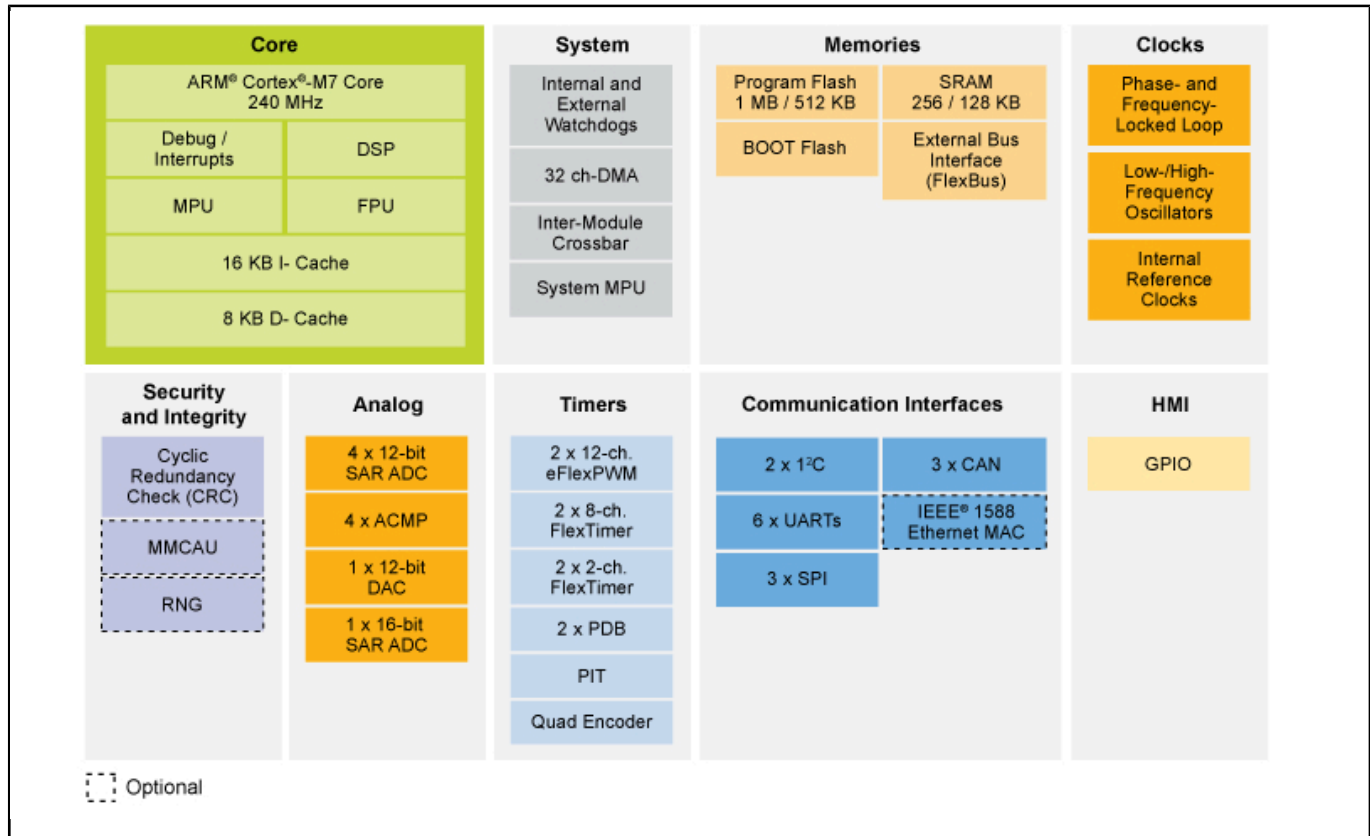 Core
ARM® Cortex®-M7 Core
240 MHz
Debug /
Interrupts
DSP
MPU
FPU
16 KB I- Cache
8 KB D- Cache
System
Internal and
External
Watchdogs
32 ch-DMA
Inter-Module
Crossbar
System MPU
Memories
Program Flash
1 MB / 512 KB
SRAM
256 / 128 KB
BOOT Flash
External Bus
Interface
(FlexBus)
Clocks
Phase- and
Frequency-
Locked Loop
Low-/High-
Frequency
Oscillators
Internal
Reference
Clocks
Security
and Integrity
Cyclic
Redundancy
Check (CRC)
MMCAU
RNG
Analog
4 x 12-bit
SAR ADC
4 x ACMP
1 x 12-bit
DAC
1 x 16-bit
SAR ADC
Timers
2 x 12-ch.
eFlexPWM
2 x 8-ch.
FlexTimer
2 x 2-ch.
FlexTimer
2 x PDB
PIT
Quad Encoder
Communication Interfaces
2 x 1²C
3 x CAN
6 x UARTs
IEEE® 1588
Ethernet MAC
3 x SPI
HMI
GPIO
Optional